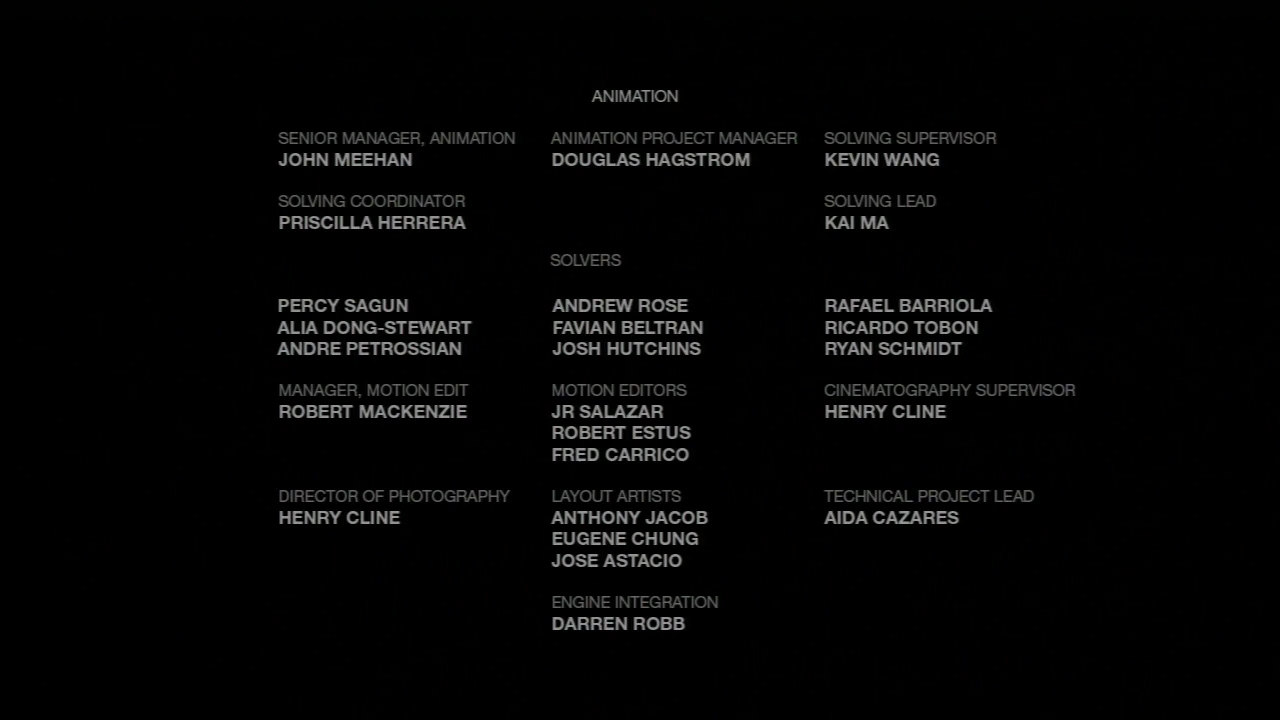 ANIMATION
SENIOR MANAGER, ANIMATION
JOHN MEEHAN
ANIMATION PROJECT MANAGER
DOUGLAS HAGSTROM
SOLVING SUPERVISOR
KEVIN WANG
SOLVING COORDINATOR
PRISCILLA HERRERA
SOLVING LEAD
KAI MA
SOLVERS
PERCY SAGUN
ALIA DONG-STEWART
ANDRE PETROSSIAN
ANDREW ROSE
FAVIAN BELTRAN
JOSH HUTCHINS
RAFAEL BARRIOLA
RICARDO TOBON
RYAN SCHMIDT
MANAGER, MOTION EDIT
ROBERT MACKENZIE
MOTION EDITORS
JR SALAZAR
ROBERT ESTUS
FRED CARRICO
CINEMATOGRAPHY SUPERVISOR
HENRY CLINE
DIRECTOR OF PHOTOGRAPHY
HENRY CLINE
LAYOUT ARTISTS
ANTHONY JACOB
EUGENE CHUNG
JOSE ASTACIO
TECHNICAL PROJECT LEAD
AIDA CAZARES
ENGINE INTEGRATION
DARREN ROBB